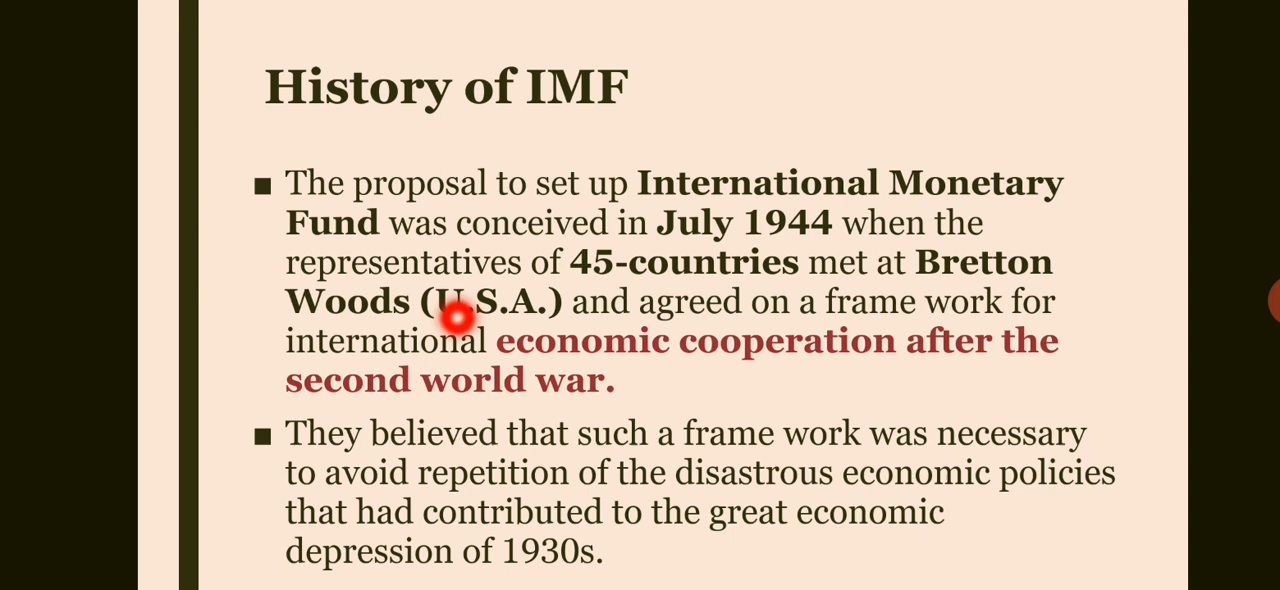 History of IMF
■ The proposal to set up International Monetary
Fund was conceived in July 1944 when the
representatives of 45-countries met at Bretton
Woods (U.S.A.) and agreed on a frame work for
international economic cooperation after the
second world war.
■ They believed that such a frame work was necessary
to avoid repetition of the disastrous economic policies
that had contributed to the great economic
depression of 1930s.